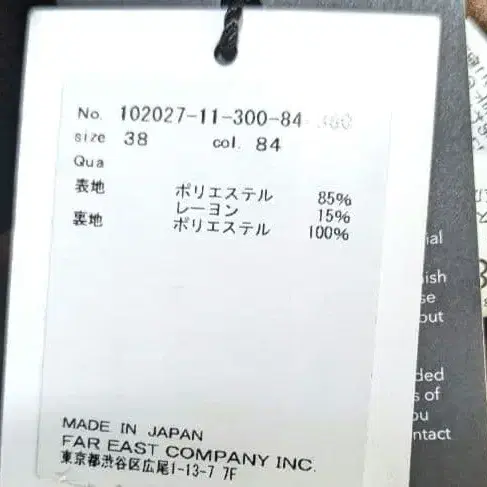 No. 102027-11-300-84-380
size 38 col. 84
Qua
表地 ポリエステル 85%
レーヨン 15%
裏地 ポリエステル 100%
MADE IN JAPAN
FAR EAST COMPANY INC.
東京都渋谷区広尾1-13-7 7F
ial
ish
se
out
ded
s of
ou
ntact